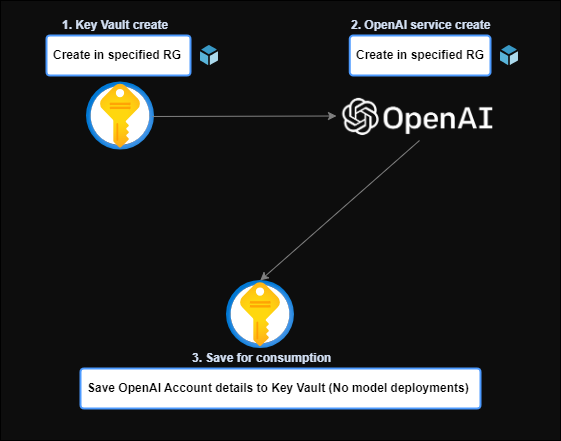 1. Key Vault create
Create in specified RG
2. OpenAI service create
Create in specified RG
OpenAI
3. Save for consumption
Save OpenAI Account details to Key Vault (No model deployments)